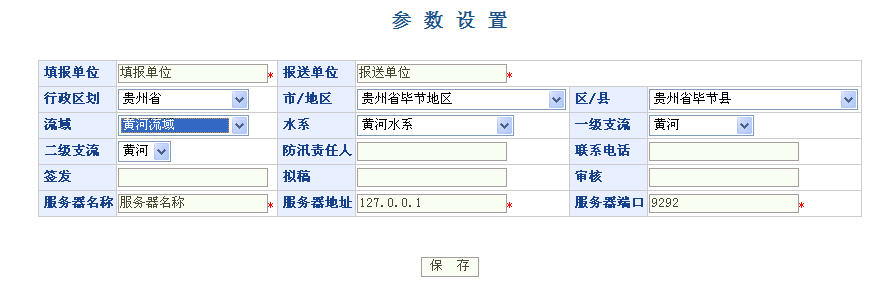 参 数 设 置
填报单位 填报单位 * 报送单位 报送单位 *
行政区划 贵州省 市/地区 贵州省毕节地区 区/县 贵州省毕节县
流域 黄河流域 水系 黄河水系 一级支流 黄河
二级支流 黄河 防汛责任人 联系电话
签发 拟稿 审核
服务器名称 服务器名称 * 服务器地址 127.0.0.1 * 服务器端口 9292 *
保 存